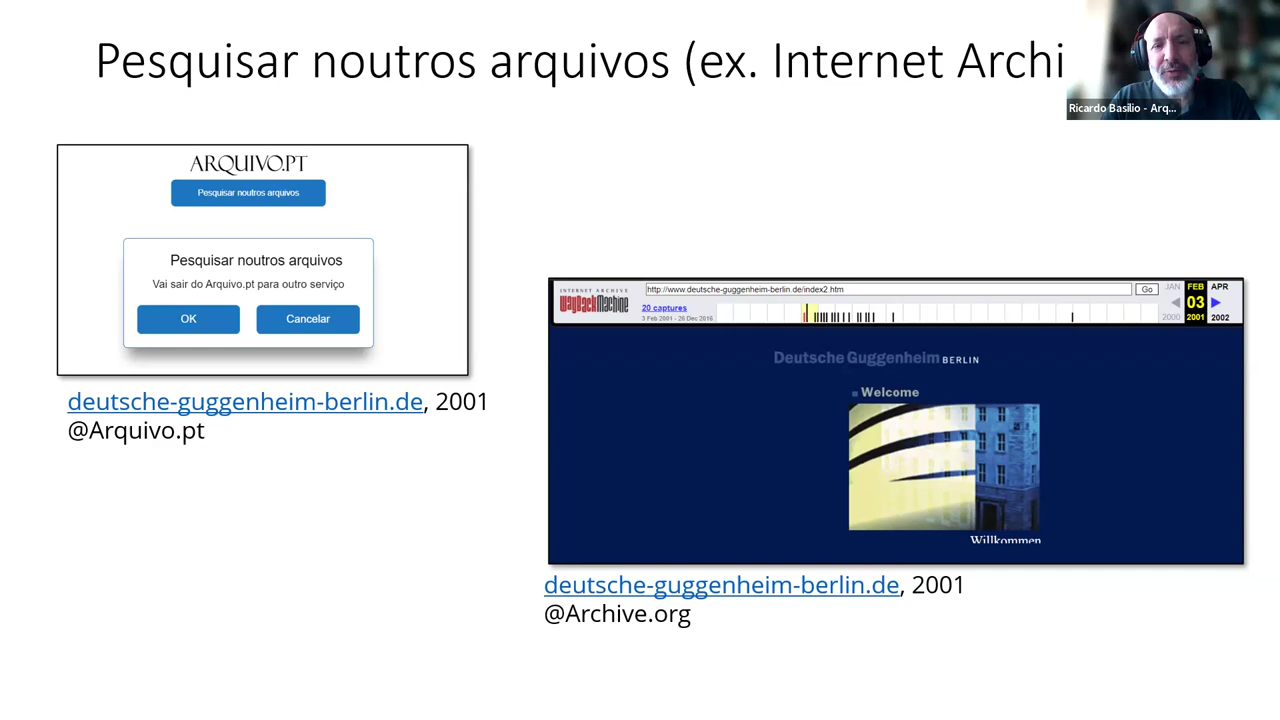 Pesquisar noutros arquivos (ex. Internet Archi
Ricardo Basílio - Arq...
ARQUIVO.PT
Pesquisar noutros arquivos
Pesquisar noutros arquivos
Vai sair do Arquivo.pt para outro serviço
OK
Cancelar
deutsche-guggenheim-berlin.de, 2001
@Arquivo.pt
INTERNET ARCHIVE
WayBackMachine
http://www.deutsche-guggenheim-berlin.de/index2.htm
Go
JAN FEB APR
20 captures
03
3 Feb 2001 - 26 Dec 2016
2000 2001 2002
Deutsche Guggenheim BERLIN
Welcome
Willkommen
deutsche-guggenheim-berlin.de, 2001
@Archive.org